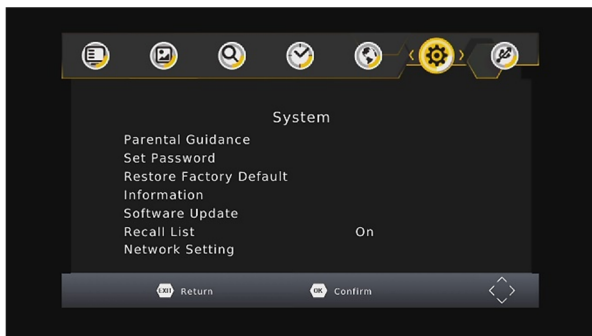 System
Parental Guidance
Set Password
Restore Factory Default
Information
Software Update
Recall List On
Network Setting
EXIT Return OK Confirm